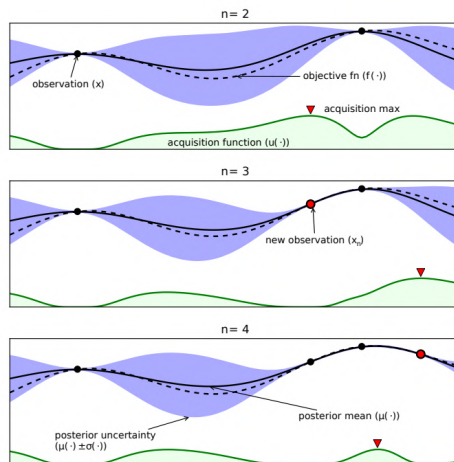 n= 2
objective fn (f(·))
observation (x)
acquisition max
acquisition function (u(·))
n= 3
new observation (xₙ)
n= 4
posterior mean (μ(·))
posterior uncertainty
(μ(·) ±σ(·))